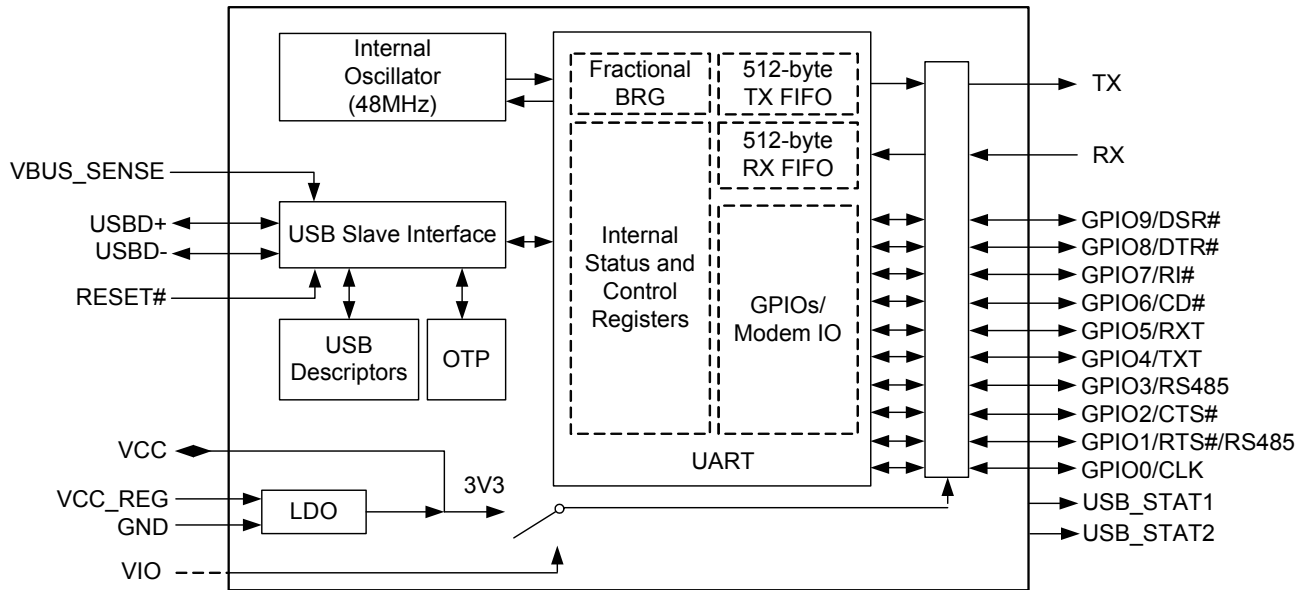 Internal
Oscillator
(48MHz)
Fractional
BRG
512-byte
TX FIFO
512-byte
RX FIFO
Internal
Status and
Control
Registers
GPIOs/
Modem IO
UART
VBUS_SENSE
USBD+
USBD-
RESET#
USB Slave Interface
USB
Descriptors
OTP
VCC
VCC_REG
GND
VIO
LDO
3V3
TX
RX
GPIO9/DSR#
GPIO8/DTR#
GPIO7/RI#
GPIO6/CD#
GPIO5/RXT
GPIO4/TXT
GPIO3/RS485
GPIO2/CTS#
GPIO1/RTS#/RS485
GPIO0/CLK
USB_STAT1
USB_STAT2